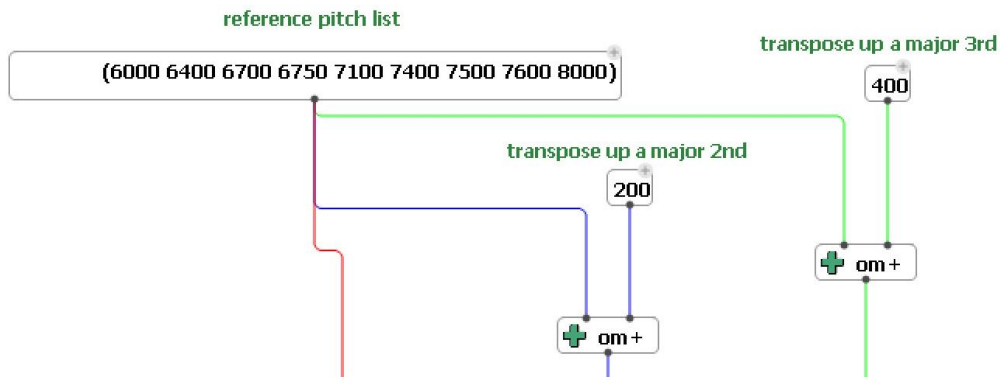 reference pitch list
(6000 6400 6700 6750 7100 7400 7500 7600 8000)
transpose up a major 3rd
400
transpose up a major 2nd
200
om+
om+